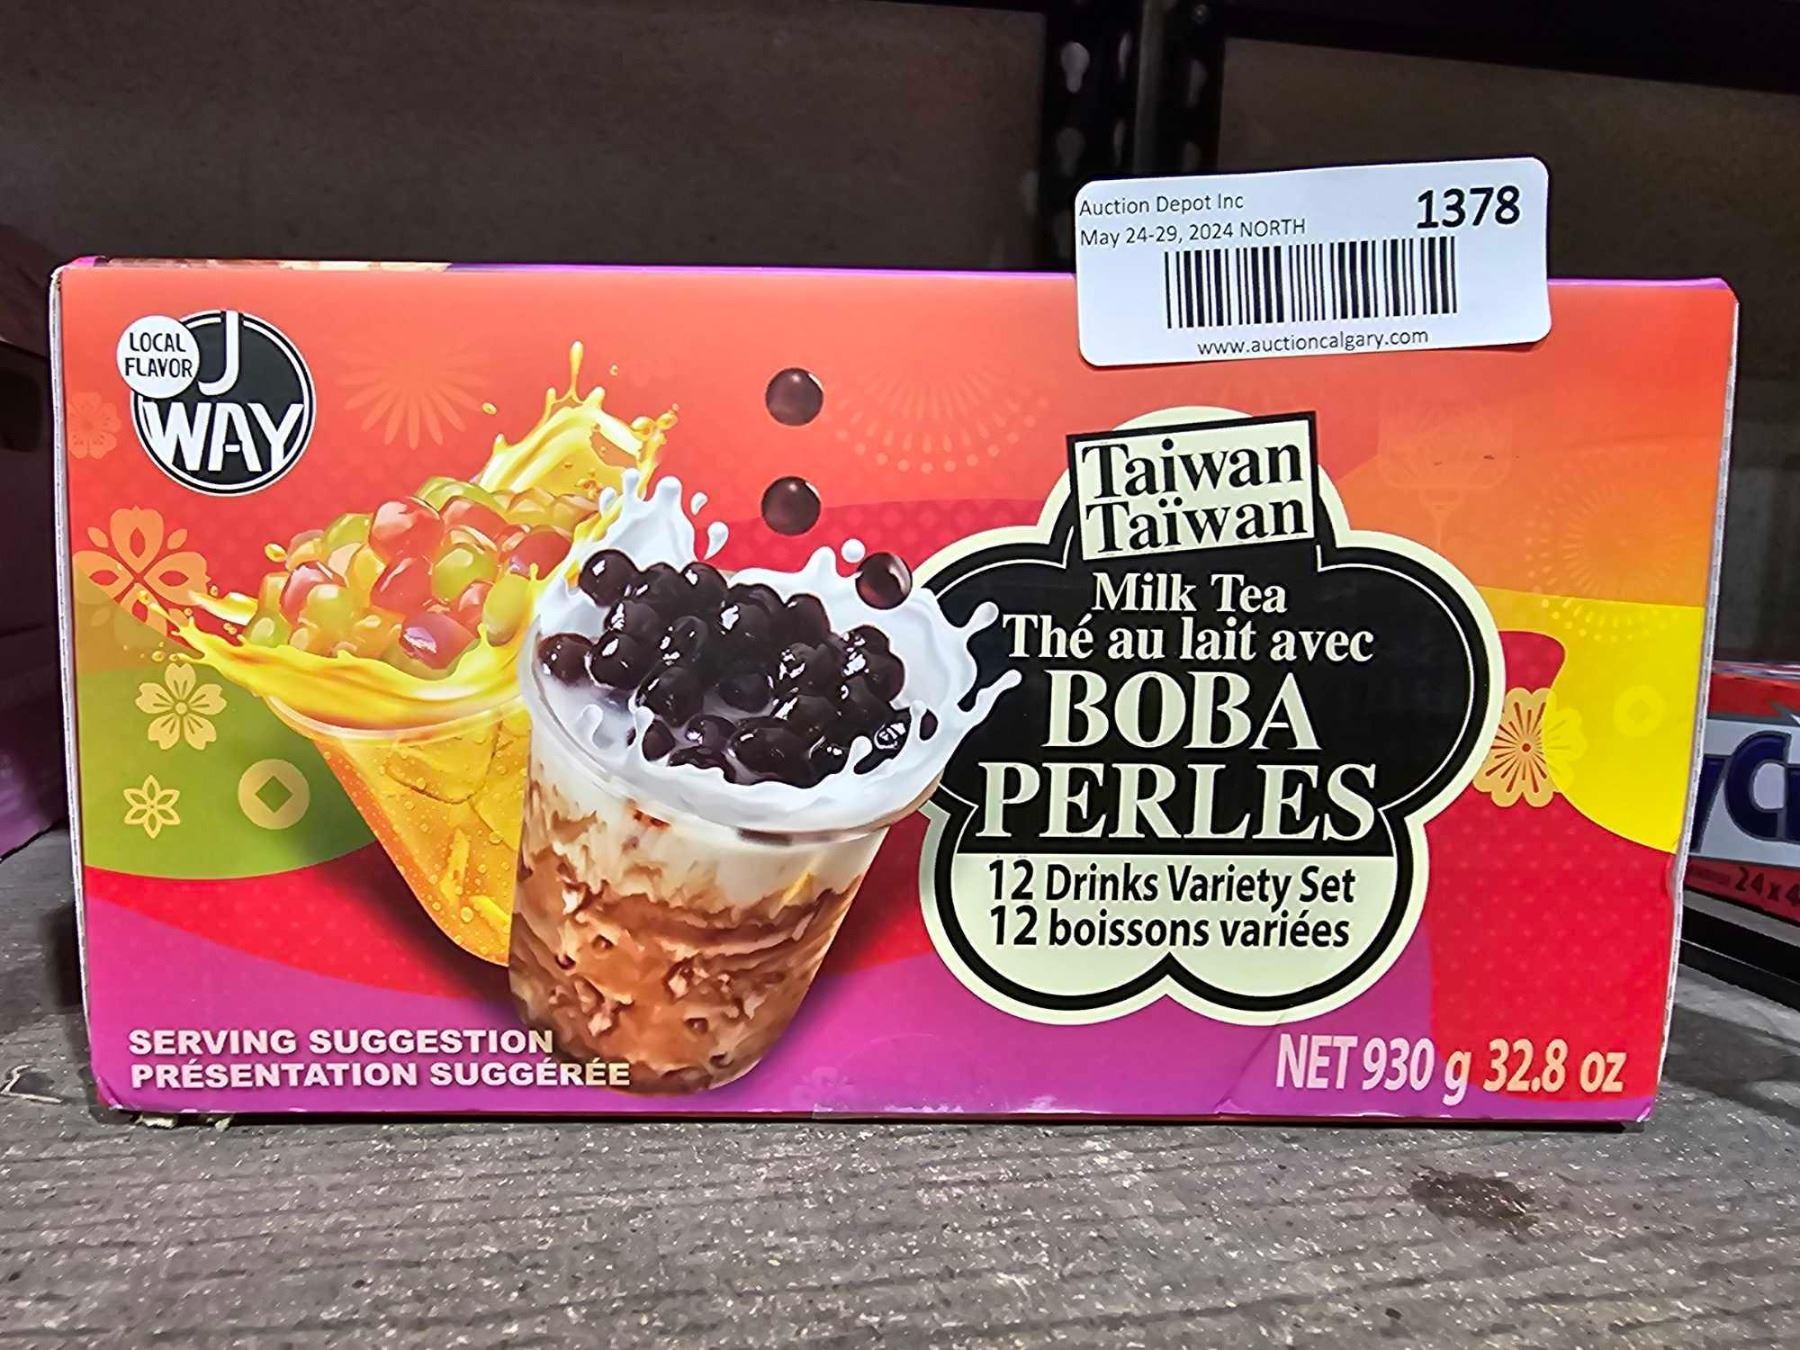 Auction Depot Inc
May 24-29, 2024 NORTH
1378
www.auctioncalgary.com
LOCAL
FLAVOR
J
WAY
Taiwan
Taïwan
Milk Tea
Thé au lait avec
BOBA
PERLES
12 Drinks Variety Set
12 boissons variées
SERVING SUGGESTION
PRÉSENTATION SUGGÉRÉE
NET 930 g 32.8 oz